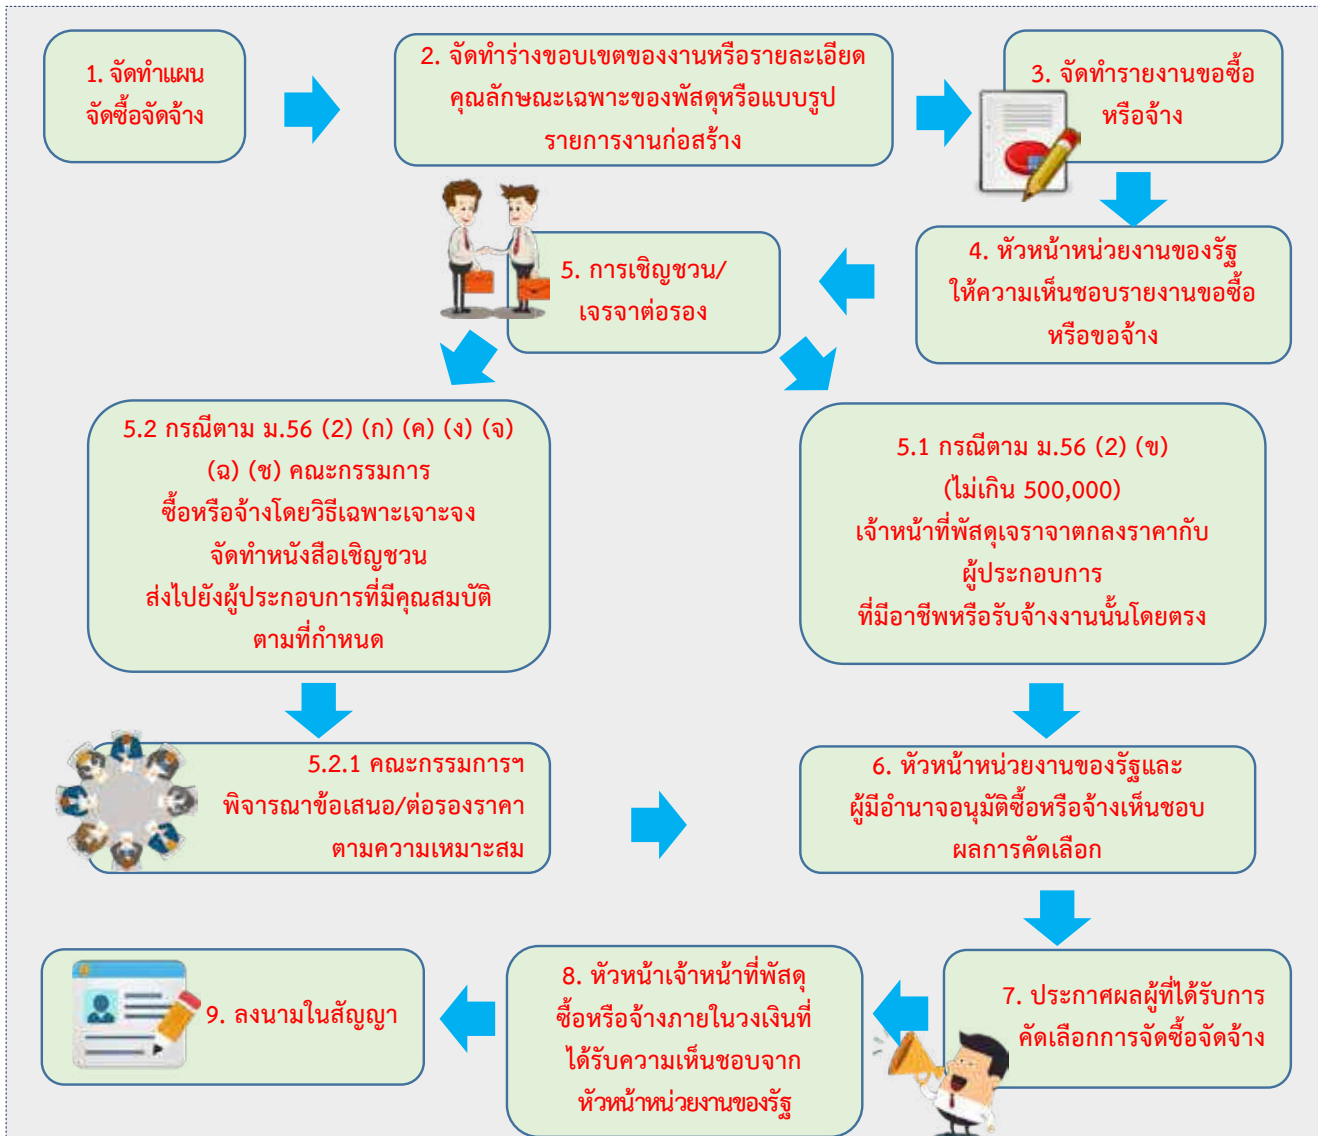 1. จัดทำแผน
จัดซื้อจัดจ้าง
2. จัดทำร่างขอบเขตของงานหรือรายละเอียด
คุณลักษณะเฉพาะของพัสดุหรือแบบรูป
รายการงานก่อสร้าง
3. จัดทำรายงานขอซื้อ
หรือจ้าง
4. หัวหน้าหน่วยงานของรัฐ
ให้ความเห็นชอบรายงานขอซื้อ
หรือขอจ้าง
5. การเชิญชวน/
เจรจาต่อรอง
5.1 กรณีตาม ม.56 (2) (ข)
(ไม่เกิน 500,000)
เจ้าหน้าที่พัสดุเจราจาตกลงราคากับ
ผู้ประกอบการ
ที่มีอาชีพหรือรับจ้างงานนั้นโดยตรง
5.2 กรณีตาม ม.56 (2) (ก) (ค) (ง) (จ)
(ฉ) (ช) คณะกรรมการ
ซื้อหรือจ้างโดยวิธีเฉพาะเจาะจง
จัดทำหนังสือเชิญชวน
ส่งไปยังผู้ประกอบการที่มีคุณสมบัติ
ตามที่กำหนด
5.2.1 คณะกรรมการฯ
พิจารณาข้อเสนอ/ต่อรองราคา
ตามความเหมาะสม
6. หัวหน้าหน่วยงานของรัฐและ
ผู้มีอำนาจอนุมัติซื้อหรือจ้างเห็นชอบ
ผลการคัดเลือก
7. ประกาศผลผู้ที่ได้รับการ
คัดเลือกการจัดซื้อจัดจ้าง
8. หัวหน้าเจ้าหน้าที่พัสดุ
ซื้อหรือจ้างภายในวงเงินที่
ได้รับความเห็นชอบจาก
หัวหน้าหน่วยงานของรัฐ
9. ลงนามในสัญญา